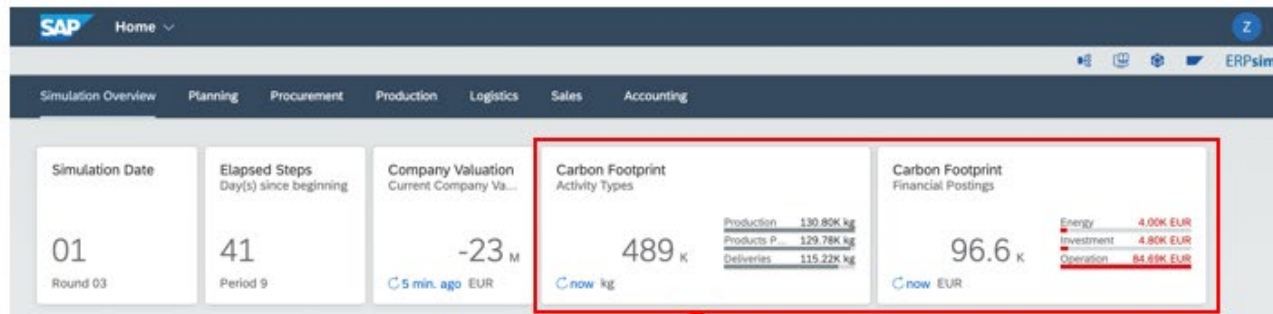 SAP Home
Z
ERPsim
Simulation Overview Planning Procurement Production Logistics Sales Accounting
Simulation Date
01
Round 03
Elapsed Steps
Day(s) since beginning
41
Period 9
Company Valuation
Current Company Va...
-23 M
5 min. ago EUR
Carbon Footprint
Activity Types
489 K
now kg
Production 130.80K kg
Products P... 129.78K kg
Deliveries 115.22K kg
Carbon Footprint
Financial Postings
96.6 K
now EUR
Energy 4.00K EUR
Investment 4.80K EUR
Operation 84.69K EUR